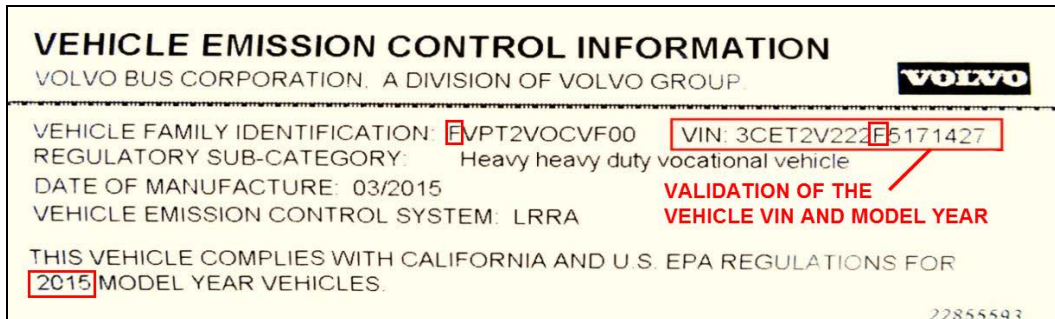 VEHICLE EMISSION CONTROL INFORMATION
VOLVO BUS CORPORATION, A DIVISION OF VOLVO GROUP.
VOLVO
VEHICLE FAMILY IDENTIFICATION: FVPT2VOCVF00 VIN: 3CET2V222F5171427
REGULATORY SUB-CATEGORY: Heavy heavy duty vocational vehicle
DATE OF MANUFACTURE: 03/2015
VALIDATION OF THE
VEHICLE EMISSION CONTROL SYSTEM: LRRA
VEHICLE VIN AND MODEL YEAR
THIS VEHICLE COMPLIES WITH CALIFORNIA AND U.S. EPA REGULATIONS FOR
2015 MODEL YEAR VEHICLES.
22855593